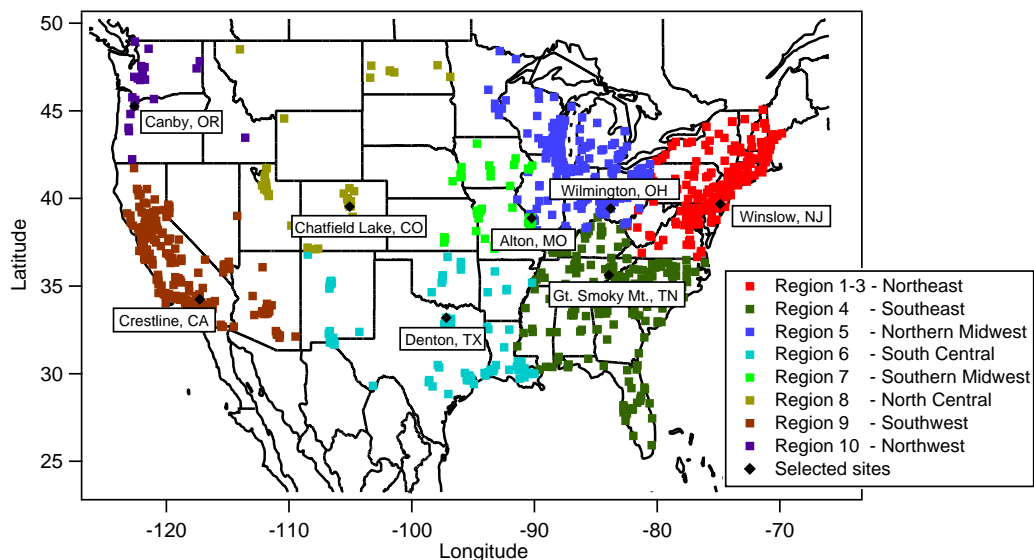 50
45
40
35
30
25
Latitude
Canby, OR
Wilmington, OH
Winslow, NJ
Chatfield Lake, CO
Alton, MO
Gt. Smoky Mt., TN
Crestline, CA
Denton, TX
Region 1-3 - Northeast
Region 4 - Southeast
Region 5 - Northern Midwest
Region 6 - South Central
Region 7 - Southern Midwest
Region 8 - North Central
Region 9 - Southwest
Region 10 - Northwest
Selected sites
-120 -110 -100 -90 -80 -70
Longitude